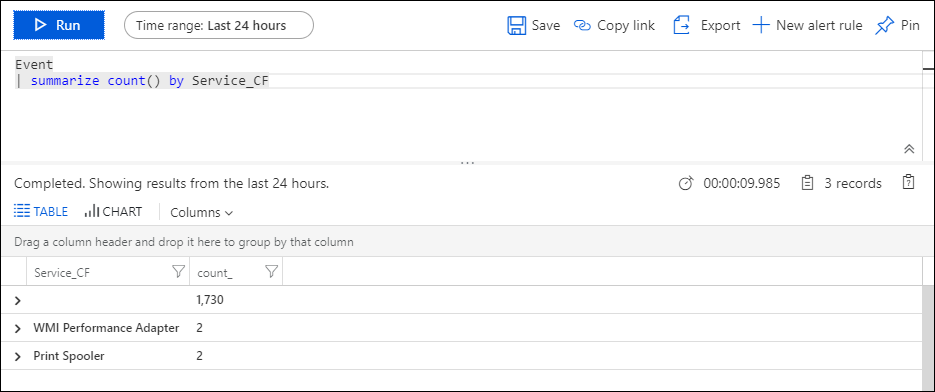 Run Time range: Last 24 hours Save Copy link Export New alert rule Pin
Event
| summarize count() by Service_CF
...
Completed. Showing results from the last 24 hours. 00:00:09.985 3 records
TABLE CHART Columns
Drag a column header and drop it here to group by that column
Service_CF count_
1,730
WMI Performance Adapter 2
Print Spooler 2